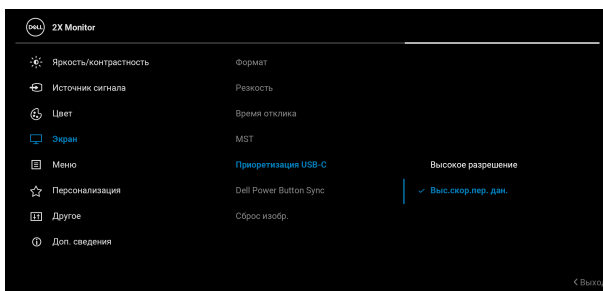 DELL 2X Monitor
Яркость/контрастность
Источник сигнала
Цвет
Экран
Меню
Персонализация
Другое
Доп. сведения
Формат
Резкость
Время отклика
MST
Приоретизация USB-C
Dell Power Button Sync
Сброс изобр.
Высокое разрешение
Выс.скор.пер. дан.
Выход